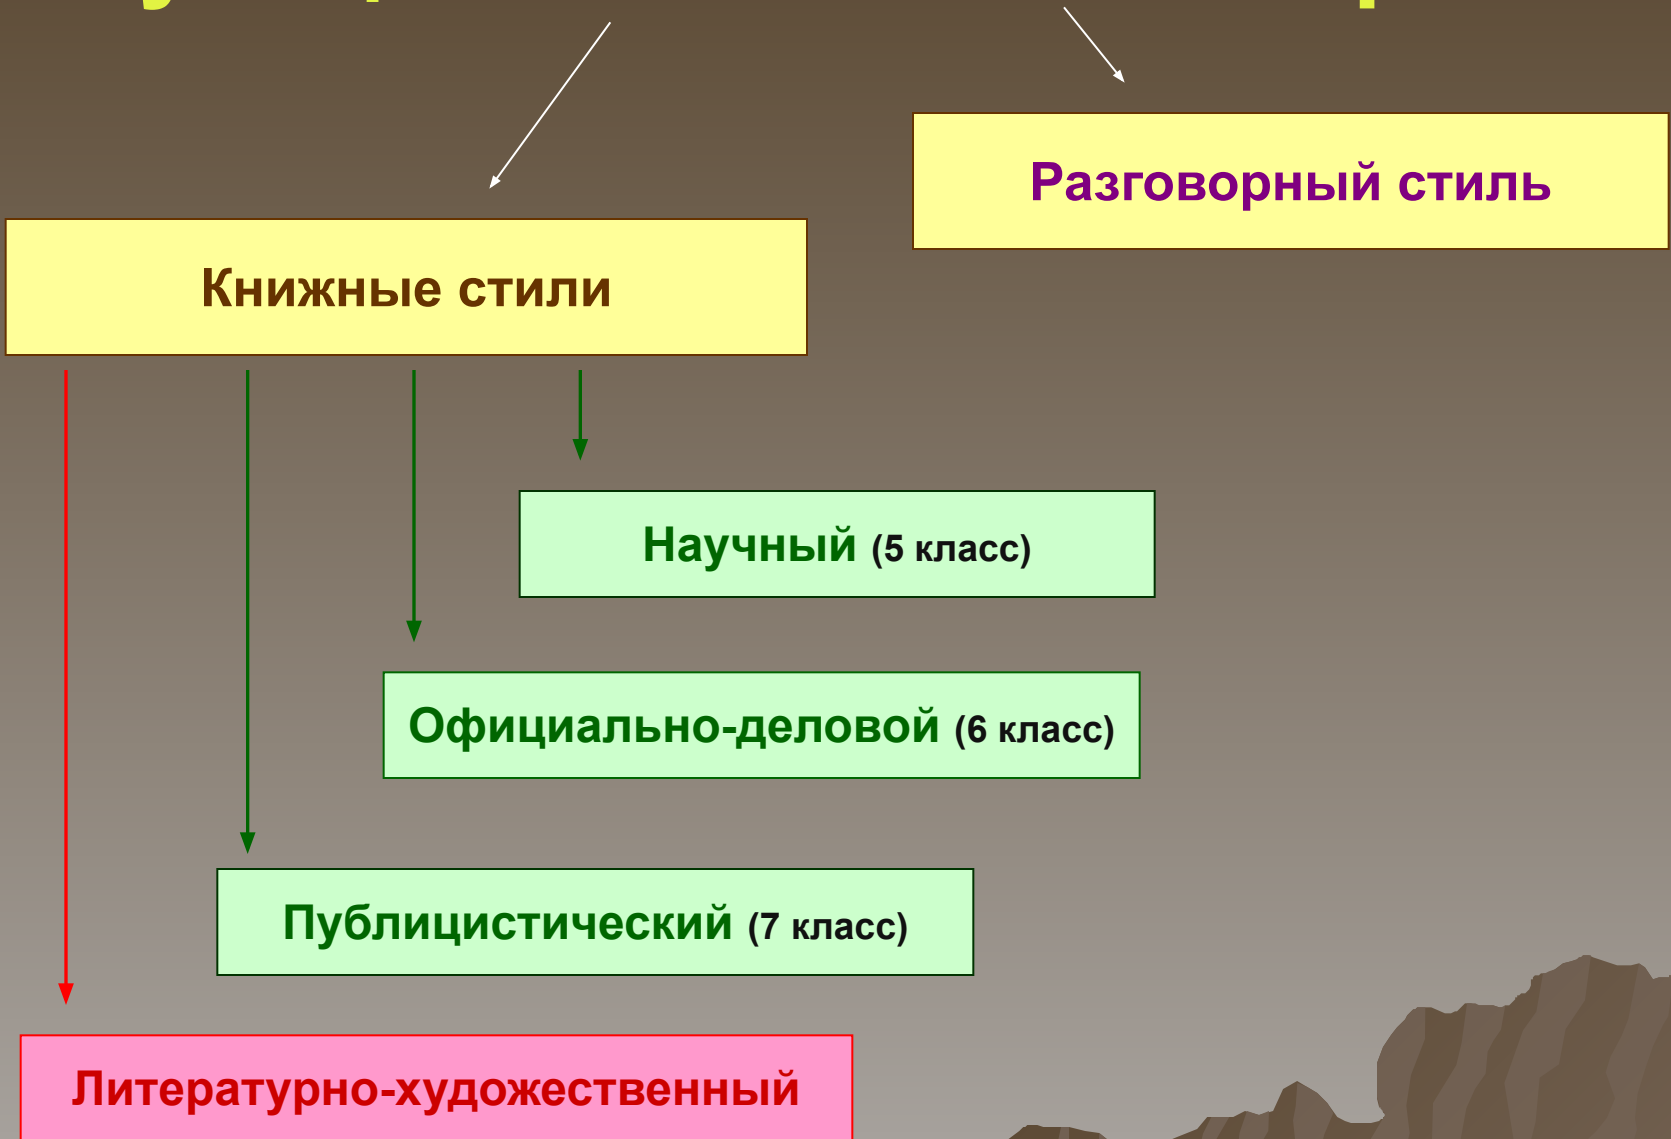 Разговорный стиль
Книжные стили
Научный (5 класс)
Официально-деловой (6 класс)
Публицистический (7 класс)
Литературно-художественный